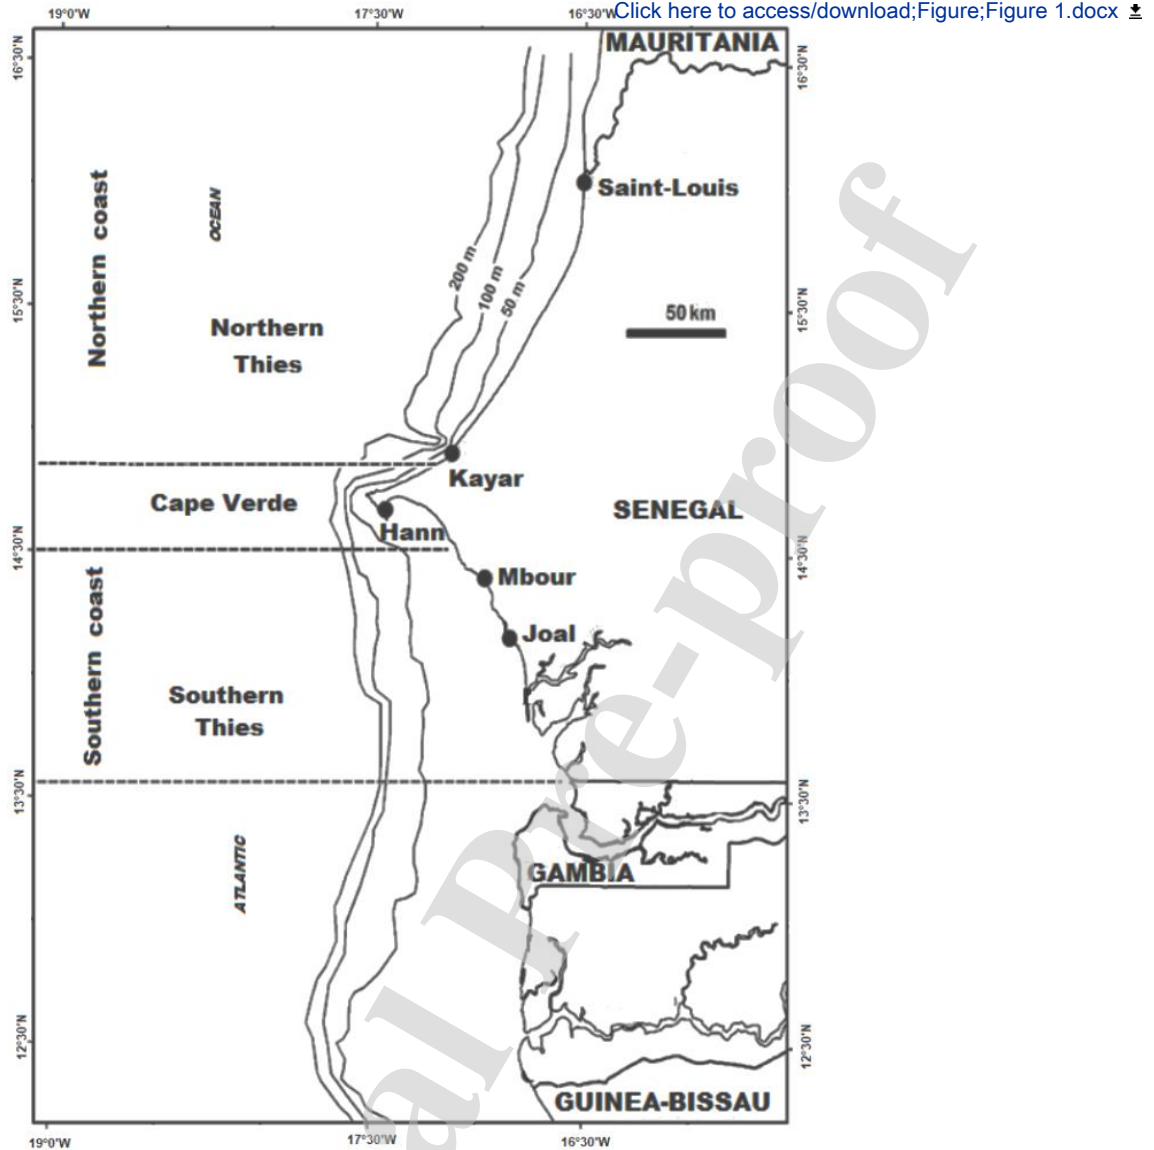 Click here to access/download;Figure;Figure 1.docx
19°0'W 17°30'W 16°30'W
MAURITANIA
16°30'N
16°30'N
Saint-Louis
Northern coast
OCEAN
200 m
100 m
50 m
15°30'N
15°30'N
50 km
Northern
Thies
Kayar
Cape Verde
SENEGAL
Hann
14°30'N
14°30'N
Mbour
Southern coast
Joal
Southern
Thies
13°30'N
13°30'N
ATLANTIC
GAMBIA
12°30'N
12°30'N
GUINEA-BISSAU
19°0'W 17°30'W 16°30'W
al Pre-proof